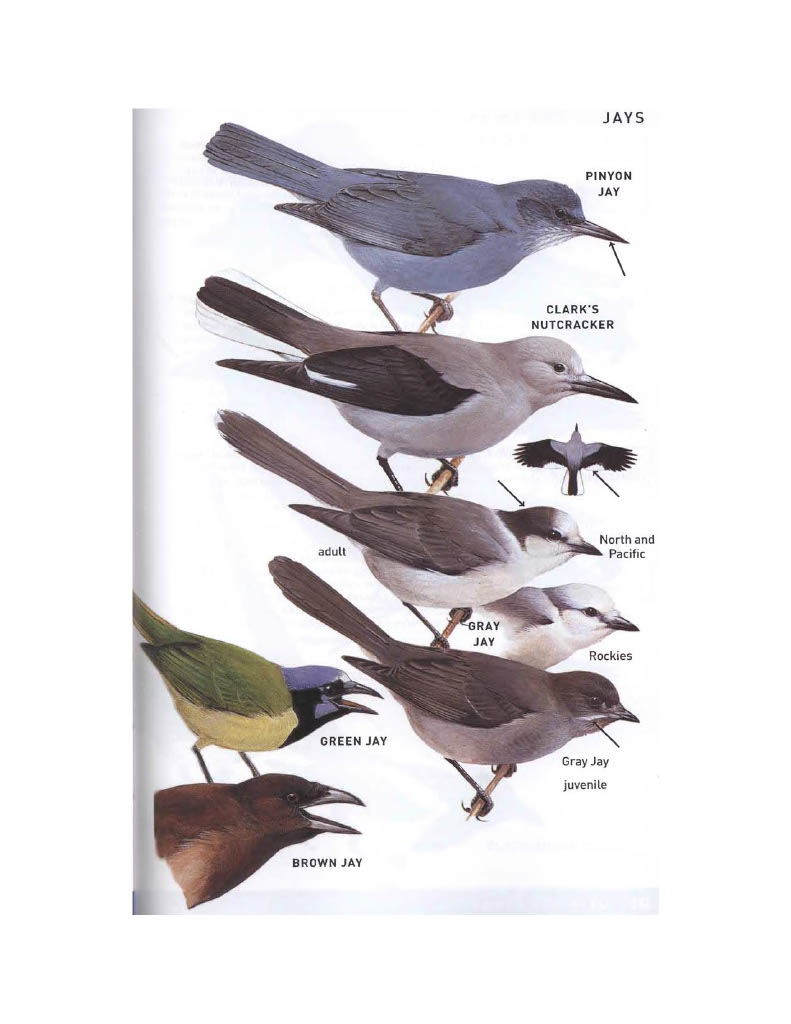 JAYS
PINYON
JAY
CLARK'S
NUTCRACKER
North and
Pacific
adult
GRAY
JAY
Rockies
GREEN JAY
Gray Jay
juvenile
BROWN JAY